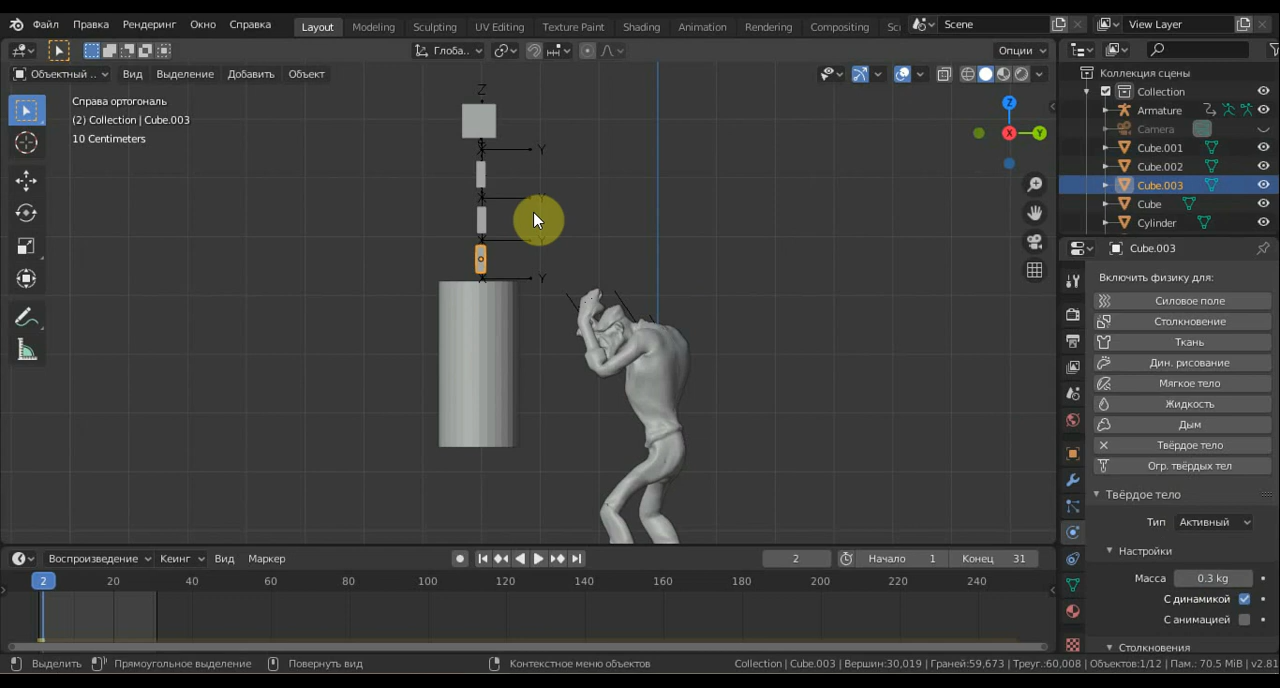 Файл Правка Рендеринг Окно Справка Layout Modeling Sculpting UV Editing Texture Paint Shading Animation Rendering Compositing Sc Scene View Layer
Глоба.. Опции
Объектный .. Вид Выделение Добавить Объект
Справа ортогональ
(2) Collection | Cube.003
10 Centimeters
Z
Y
Y
Y
Z
X
Y
Коллекция сцены
Collection
Armature
Camera
Cube.001
Cube.002
Cube.003
Cube
Cylinder
Cube.003
Включить физику для:
Силовое поле
Столкновение
Ткань
Дин. рисование
Мягкое тело
Жидкость
Дым
Твёрдое тело
Огр. твёрдых тел
Твёрдое тело
Тип Активный
Настройки
Масса 0.3 kg
С динамикой
С анимацией
Столкновения
Воспроизведение Кеинг Вид Маркер 2 Начало 1 Конец 31
2 20 40 60 80 100 120 140 160 180 200 220 240
Выделить Прямоугольное выделение Повернуть вид Контекстное меню объектов Collection | Cube.003 | Вершин:30,019 | Граней:59,673 | Треуг.:60,008 | Объектов:1/12 | Пам.: 70.5 MiB | v2.81